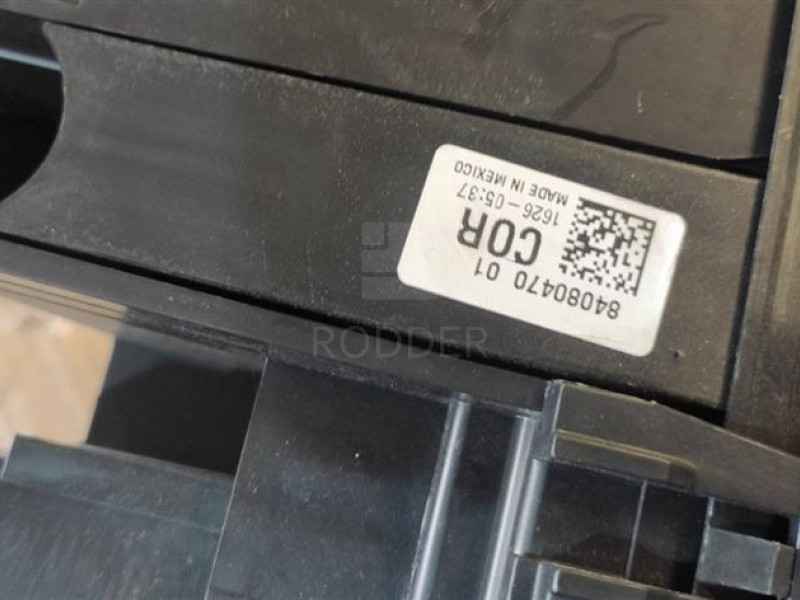 84080470 01
COR
1626-05:37
MADE IN MEXICO
RODDER